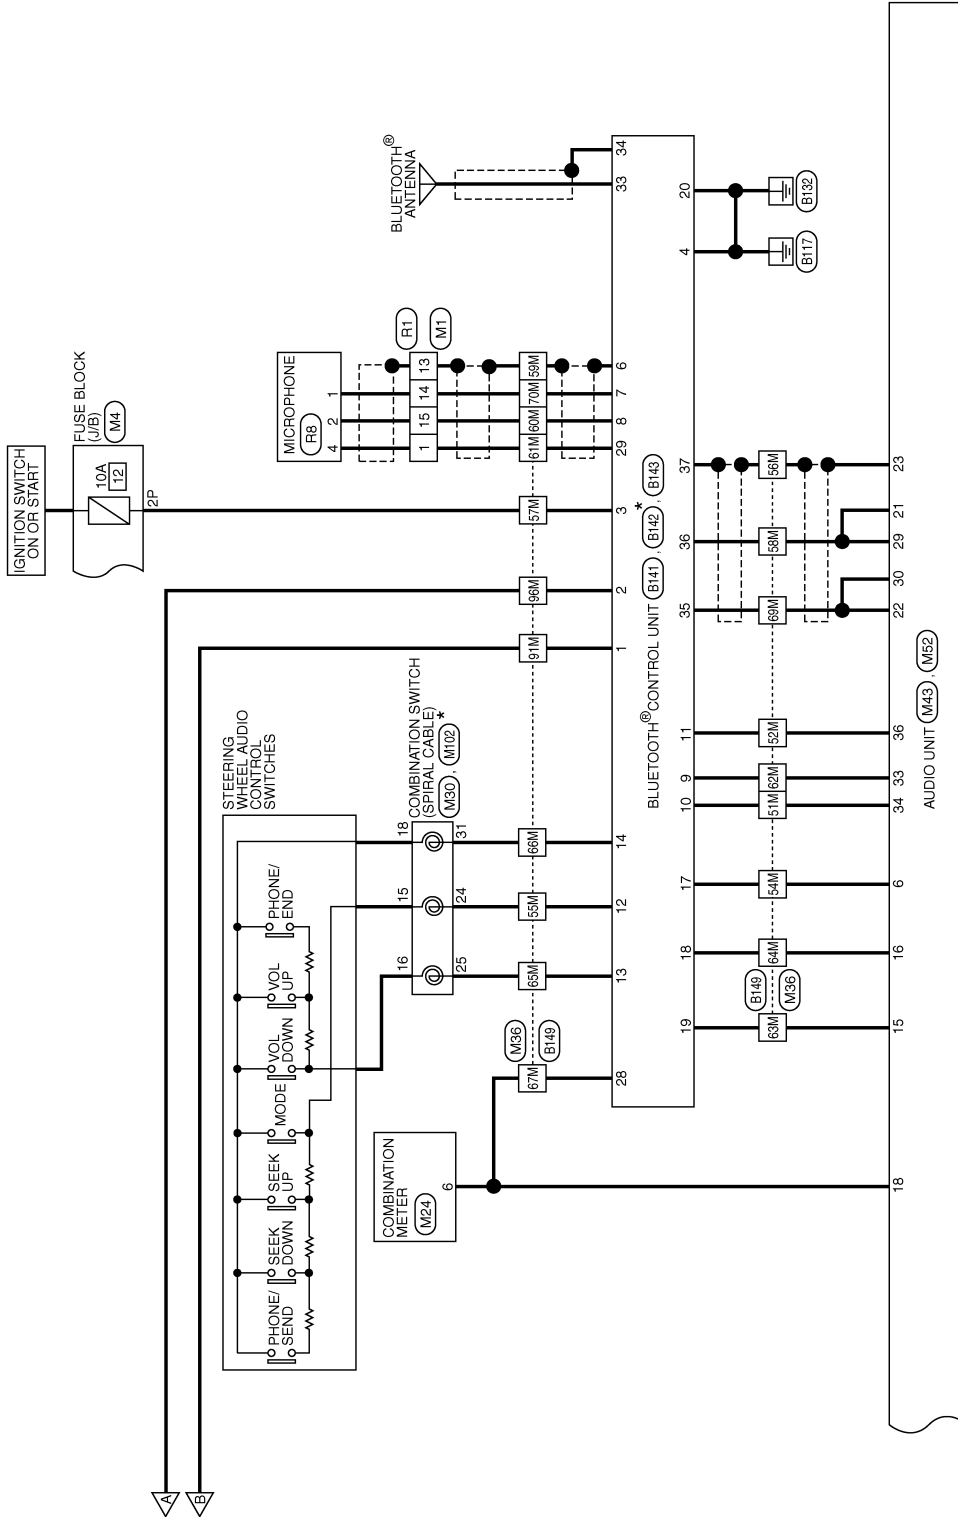 IGNITION SWITCH
ON OR START
FUSE BLOCK
(J/B)
M4
10A
12
2P
BLUETOOTH®
ANTENNA
MICROPHONE
R8
4 2 1
R1
M1
1 15 14 13
61M 60M 70M 59M
57M
96M
91M
A
B
STEERING
WHEEL AUDIO
CONTROL
SWITCHES
PHONE/
SEND
SEEK
DOWN
SEEK
UP
MODE
VOL
DOWN
VOL
UP
PHONE/
END
COMBINATION SWITCH
(SPIRAL CABLE)
M30 , M102 *
16 15 18
25 24 31
M36
B149
67M 65M 55M 66M
COMBINATION
METER
M24
6
28 13 12 14 1 2 3 29 8 7 6 33 34
BLUETOOTH® CONTROL UNIT B141 , B142 * , B143
19 18 17 10 9 11 35 36 37 4 20
B117
B132
B149
M36
63M 64M 54M 51M 62M 52M 69M 58M 56M
18 15 16 6 34 33 36 22 30 29 21 23
AUDIO UNIT M43 , M52